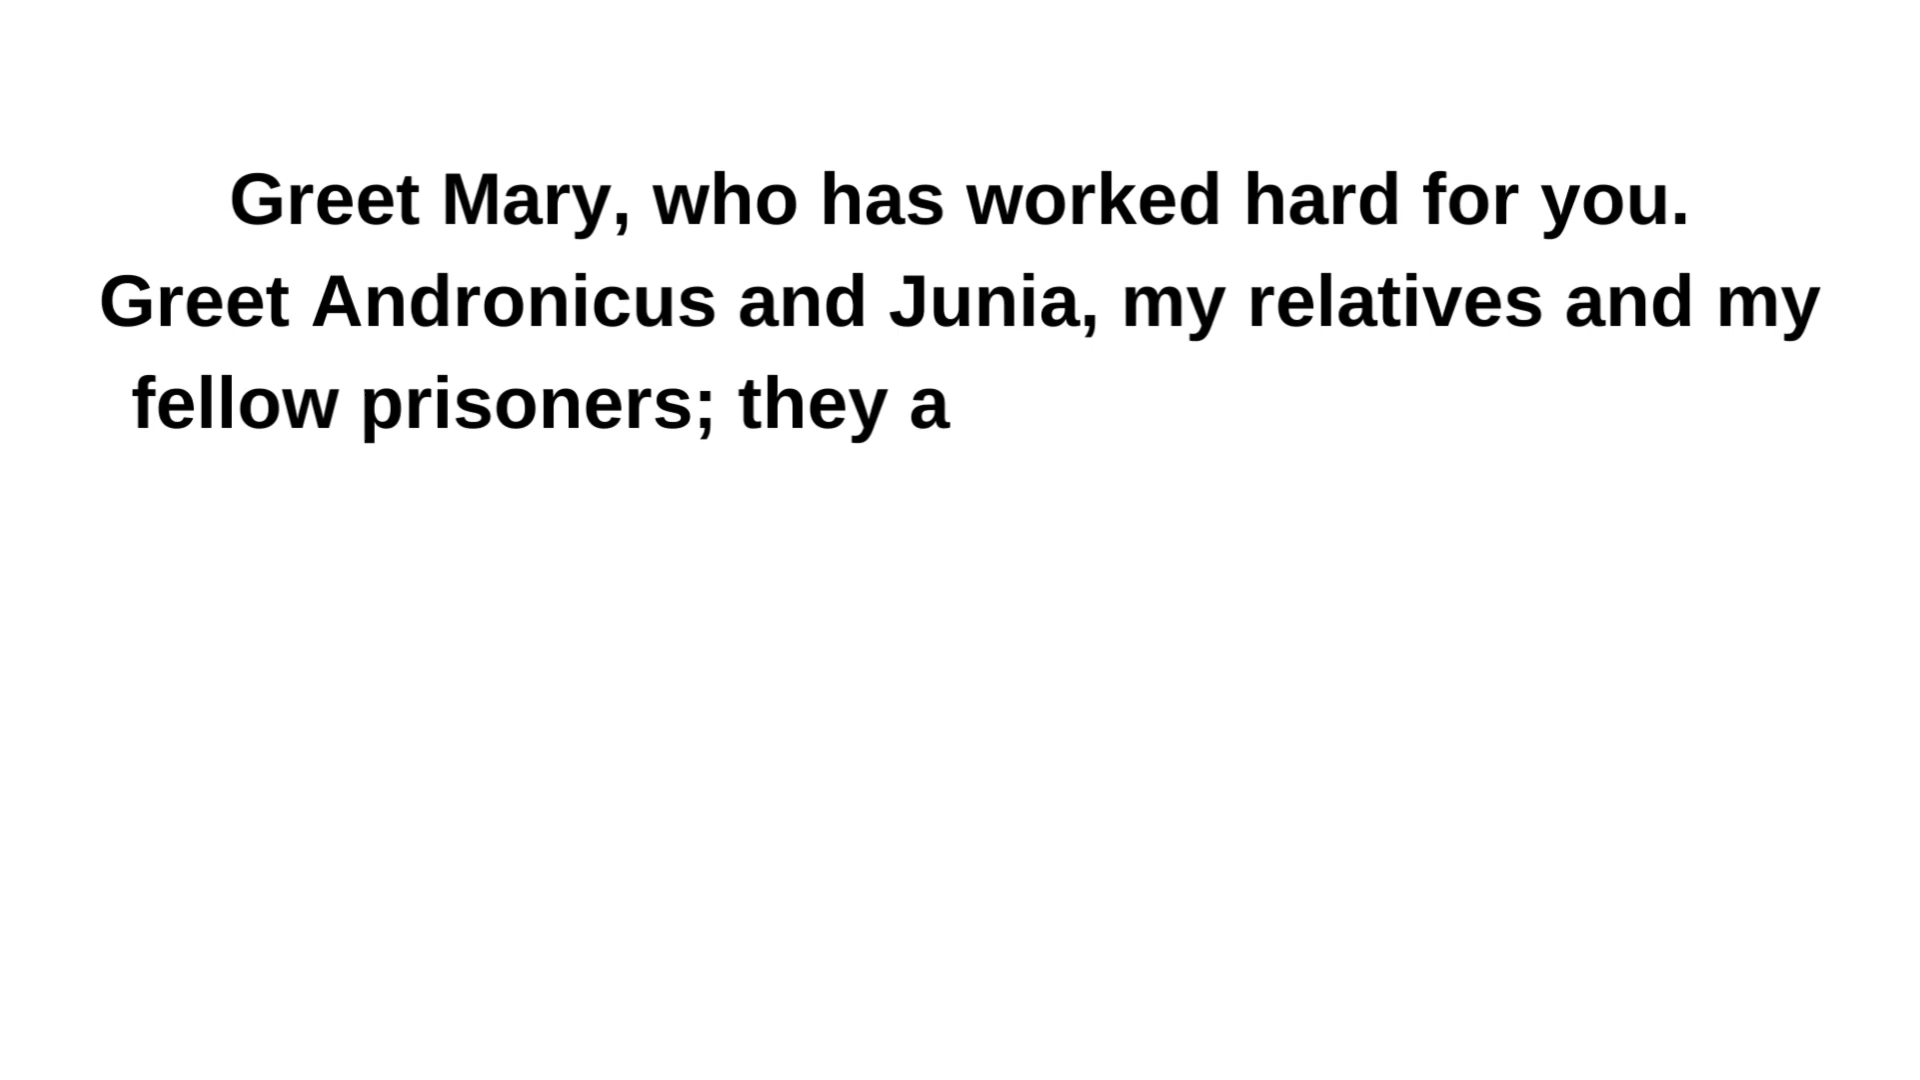 Greet Mary, who has worked hard for you.
Greet Andronicus and Junia, my relatives and my
fellow prisoners; they a